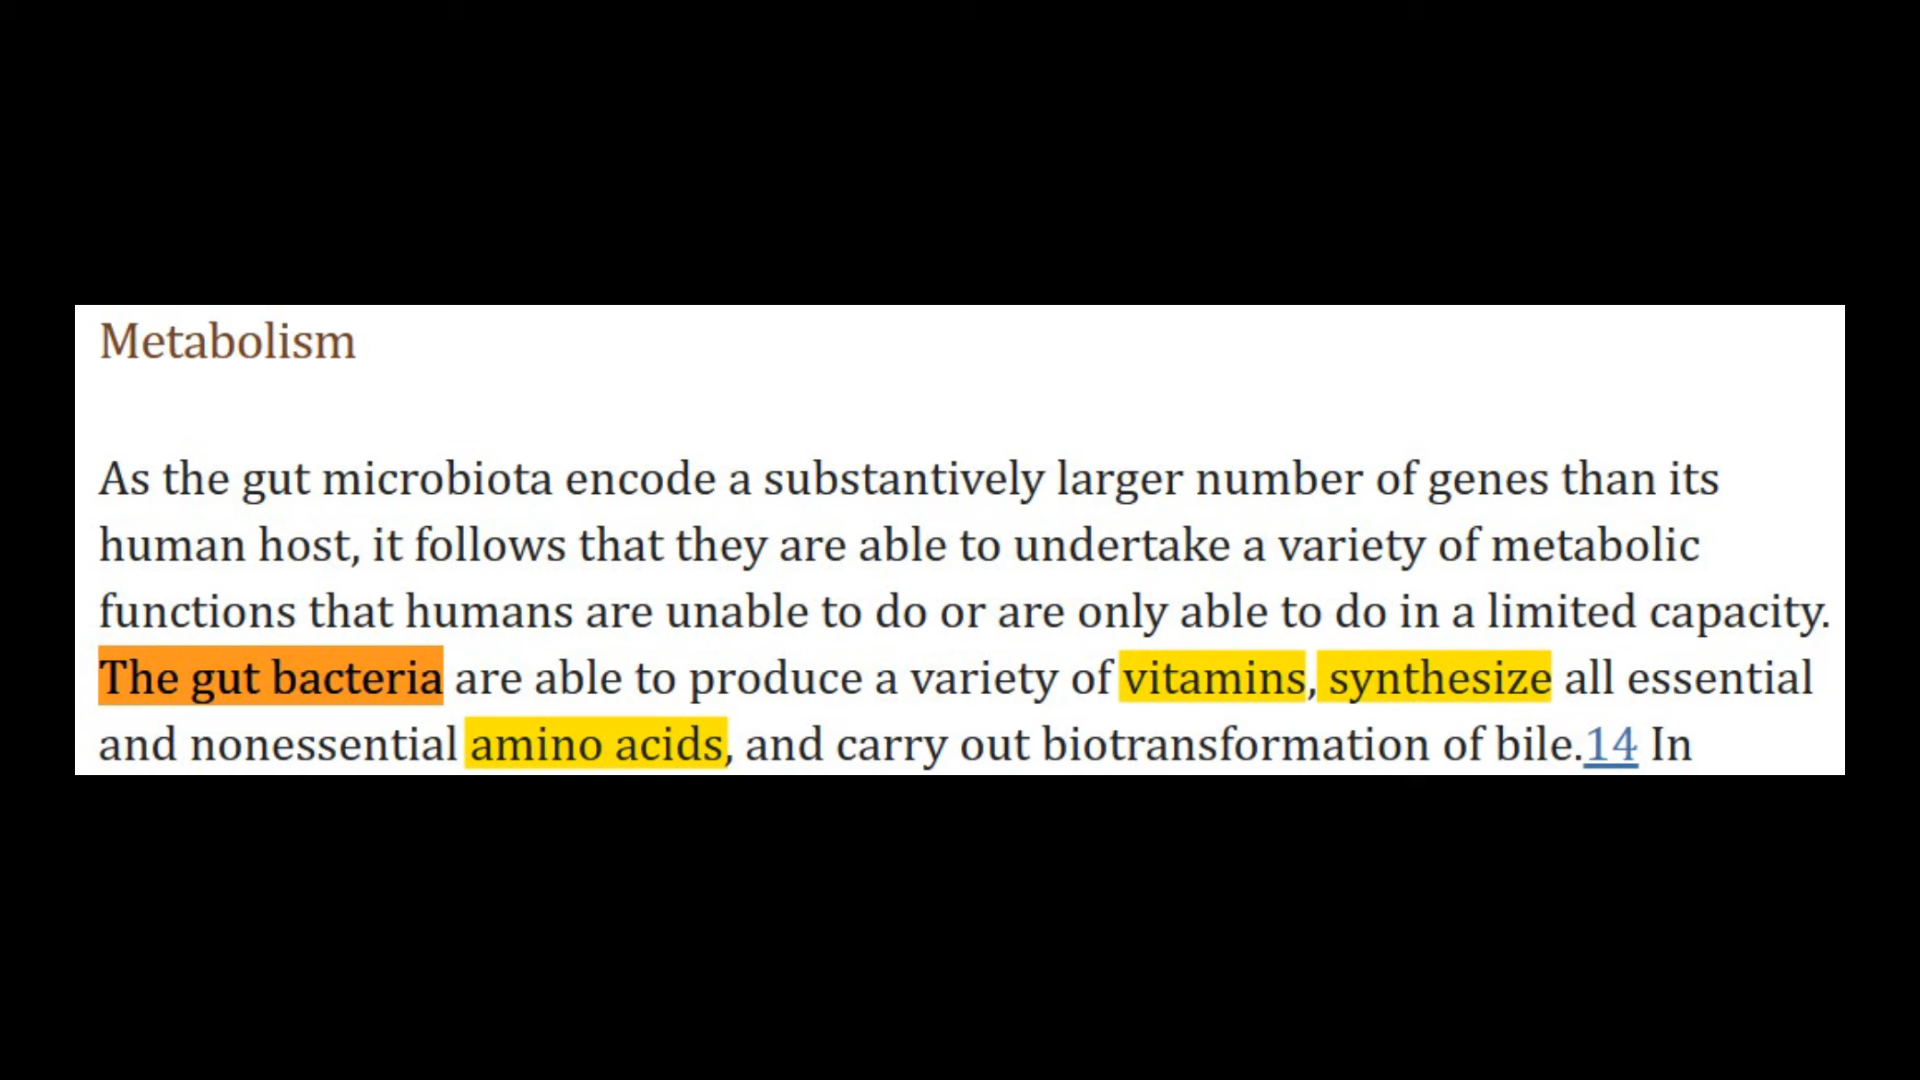 Metabolism
As the gut microbiota encode a substantively larger number of genes than its
human host, it follows that they are able to undertake a variety of metabolic
functions that humans are unable to do or are only able to do in a limited capacity.
The gut bacteria are able to produce a variety of vitamins, synthesize all essential
and nonessential amino acids, and carry out biotransformation of bile.14 In